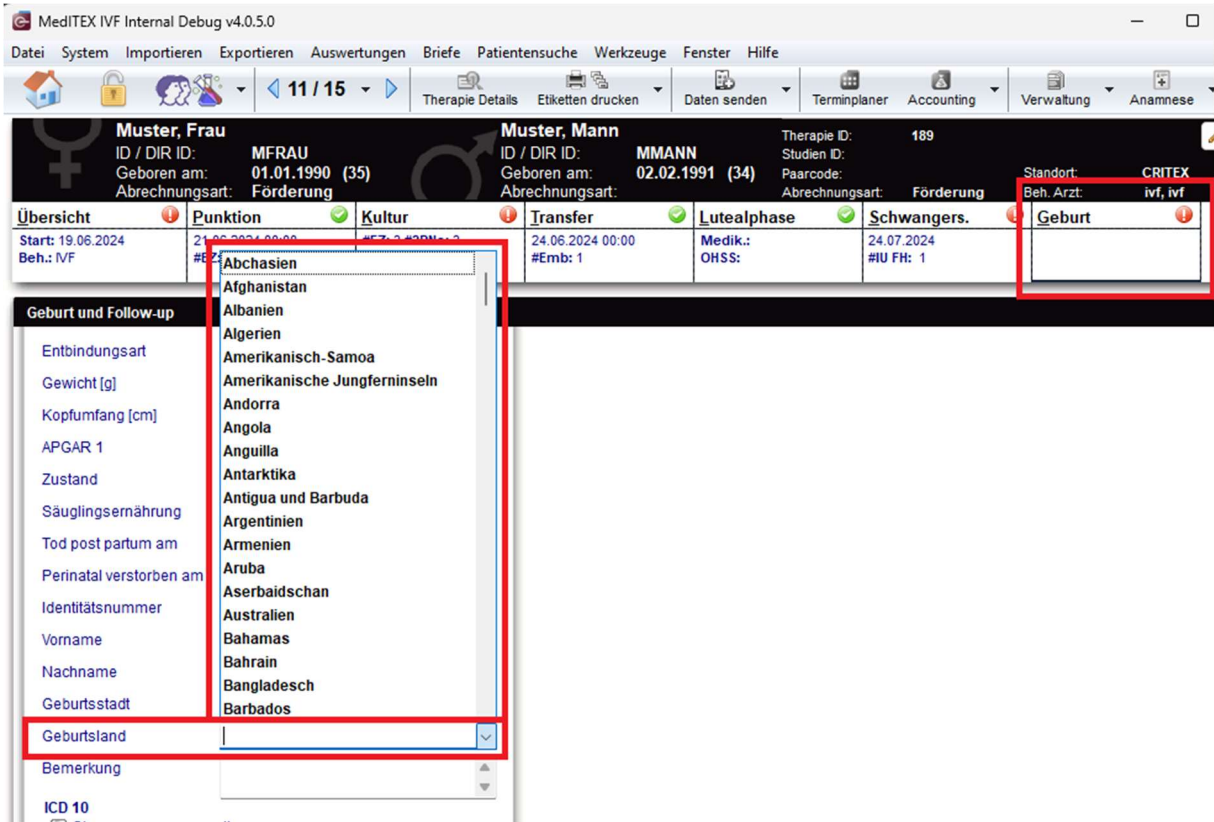 MedITEX IVF Internal Debug v4.0.5.0
Datei System Importieren Exportieren Auswertungen Briefe Patientensuche Werkzeuge Fenster Hilfe
11 / 15
Therapie Details Etiketten drucken Daten senden Terminplaner Accounting Verwaltung Anamnese
Muster, Frau
ID / DIR ID: MFRAU
Geboren am: 01.01.1990 (35)
Abrechnungsart: Förderung
Muster, Mann
ID / DIR ID: MMANN
Geboren am: 02.02.1991 (34)
Abrechnungsart:
Therapie ID: 189
Studien ID:
Paarcode:
Abrechnungsart: Förderung
Standort: CRITEX
Beh. Arzt: ivf, ivf
Übersicht Punktion Kultur Transfer Lutealphase Schwangers. Geburt
Start: 19.06.2024
Beh.: IVF
24.06.2024 00:00
#Emb: 1
Medik.:
OHSS:
24.07.2024
#IU FH: 1
Geburt und Follow-up
Entbindungsart
Gewicht [g]
Kopfumfang [cm]
APGAR 1
Zustand
Säuglingsernährung
Tod post partum am
Perinatal verstorben am
Identitätsnummer
Vorname
Nachname
Geburtsstadt
Geburtsland
Bemerkung
ICD 10
Abchasien
Afghanistan
Albanien
Algerien
Amerikanisch-Samoa
Amerikanische Jungferninseln
Andorra
Angola
Anguilla
Antarktika
Antigua und Barbuda
Argentinien
Armenien
Aruba
Aserbaidschan
Australien
Bahamas
Bahrain
Bangladesch
Barbados